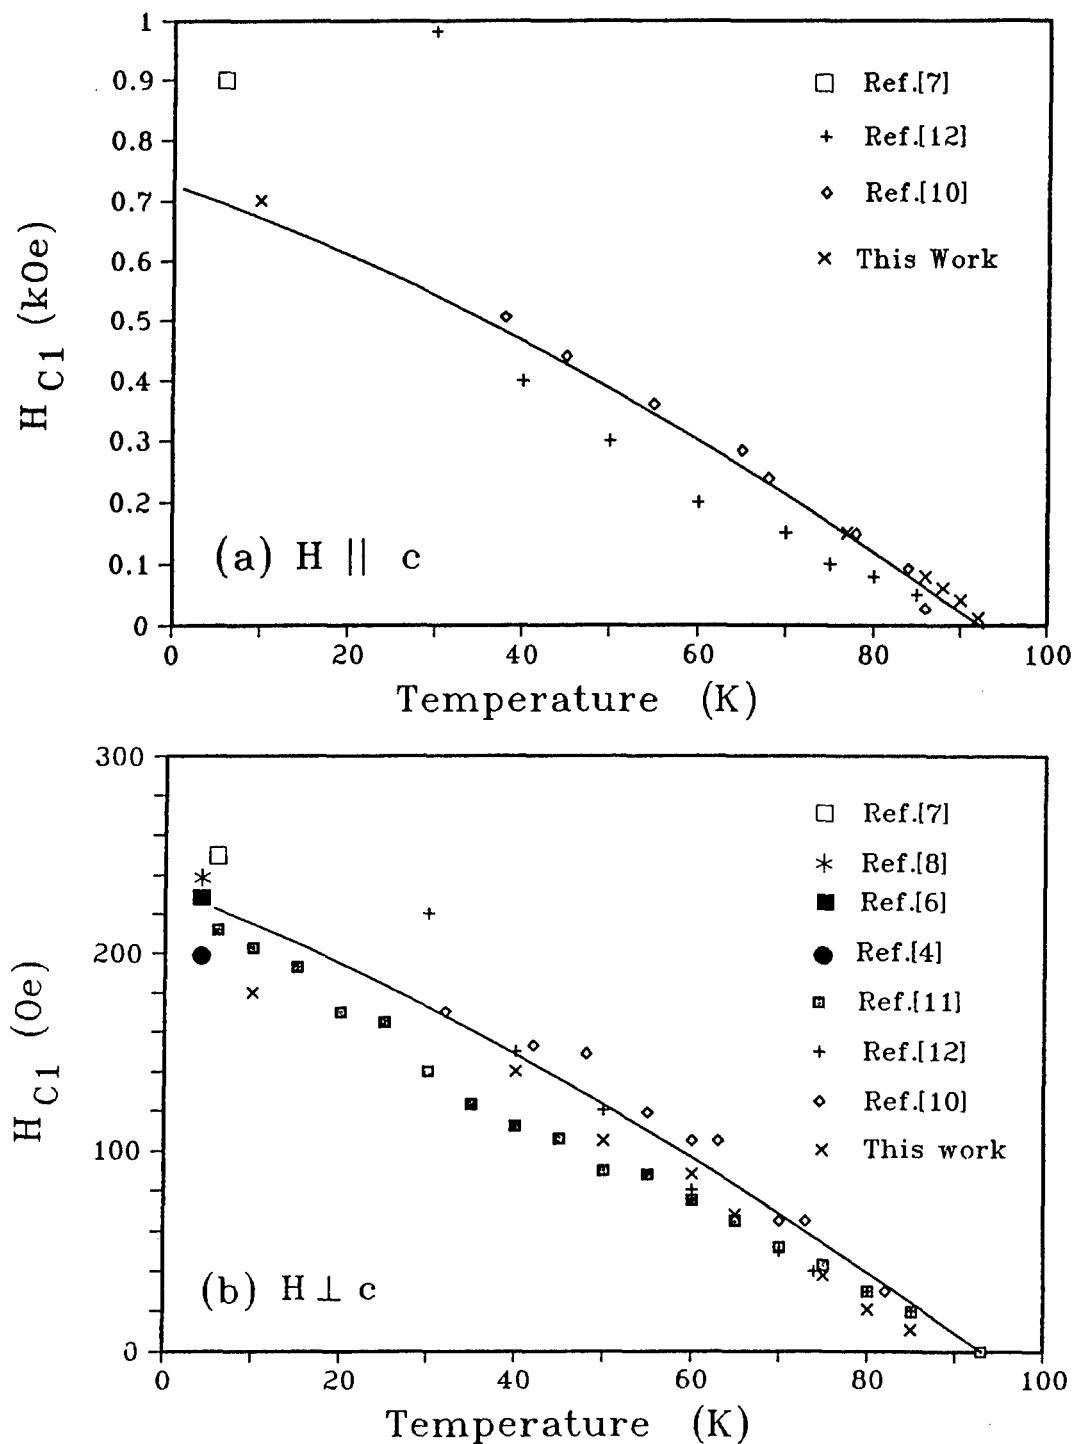 1
0.9
0.8
0.7
0.6
0.5
0.4
0.3
0.2
0.1
0
H C1 (kOe)
Ref.[7]
Ref.[12]
Ref.[10]
This Work
(a) H || c
0 20 40 60 80 100
Temperature (K)
300
200
100
0
H C1 (Oe)
Ref.[7]
Ref.[8]
Ref.[6]
Ref.[4]
Ref.[11]
Ref.[12]
Ref.[10]
This work
(b) H ⊥ c
0 20 40 60 80 100
Temperature (K)